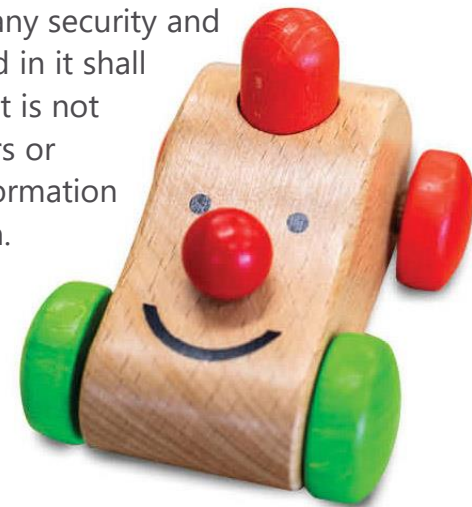 any security and
in it shall
t is not
rs or
ormation